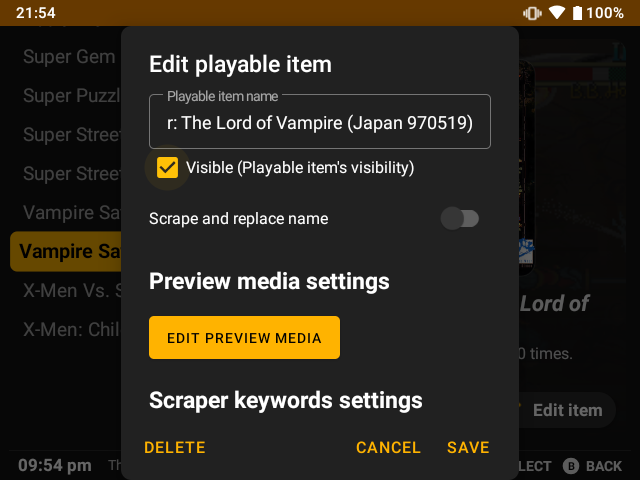 21:54
100%
Super Gem
Super Puzzl
Super Street
Super Street
Vampire Sa
Vampire Sa
X-Men Vs. S
X-Men: Chil
Edit playable item
Playable item name
r: The Lord of Vampire (Japan 970519)
Visible (Playable item's visibility)
Scrape and replace name
Preview media settings
EDIT PREVIEW MEDIA
Scraper keywords settings
DELETE
CANCEL
SAVE
Lord of
0 times.
Edit item
09:54 pm
Th
LECT
B BACK